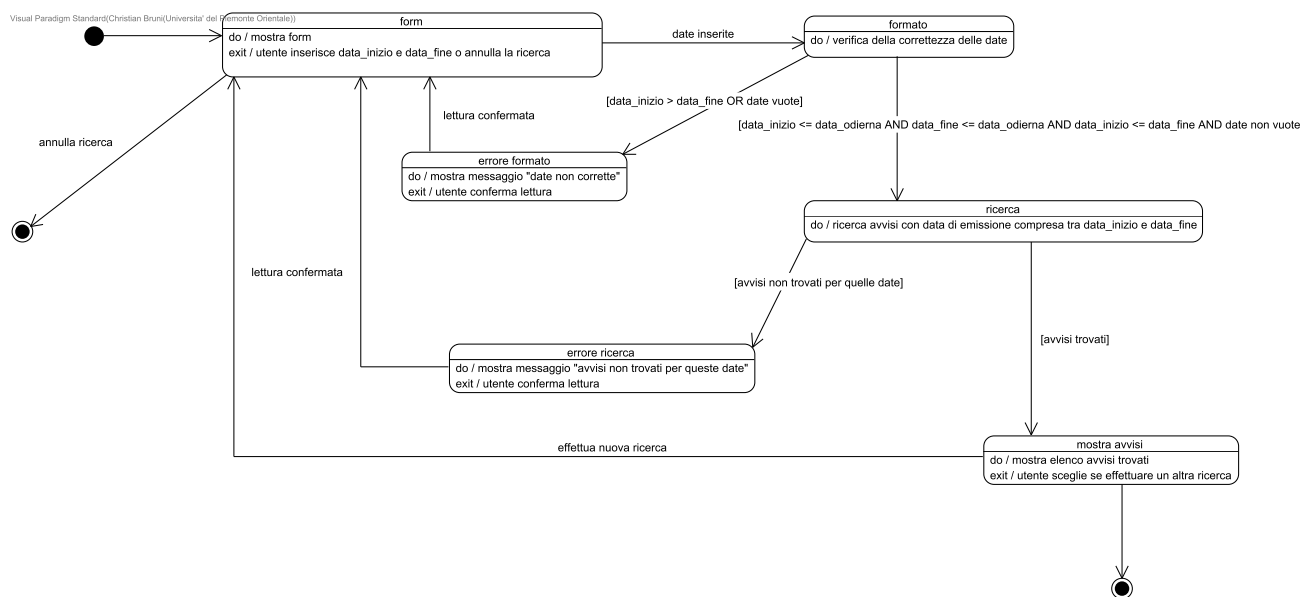 Visual Paradigm Standard(Christian Bruni(Universita' del Piemonte Orientale))
form
do / mostra form
exit / utente inserisce data_inizio e data_fine o annulla la ricerca
date inserite
formato
do / verifica della correttezza delle date
[data_inizio > data_fine OR date vuote]
lettura confermata
[data_inizio <= data_odierna AND data_fine <= data_odierna AND data_inizio <= data_fine AND date non vuote
annulla ricerca
errore formato
do / mostra messaggio "date non corrette"
exit / utente conferma lettura
ricerca
do / ricerca avvisi con data di emissione compresa tra data_inizio e data_fine
lettura confermata
[avvisi non trovati per quelle date]
[avvisi trovati]
errore ricerca
do / mostra messaggio "avvisi non trovati per queste date"
exit / utente conferma lettura
effettua nuova ricerca
mostra avvisi
do / mostra elenco avvisi trovati
exit / utente sceglie se effettuare un altra ricerca